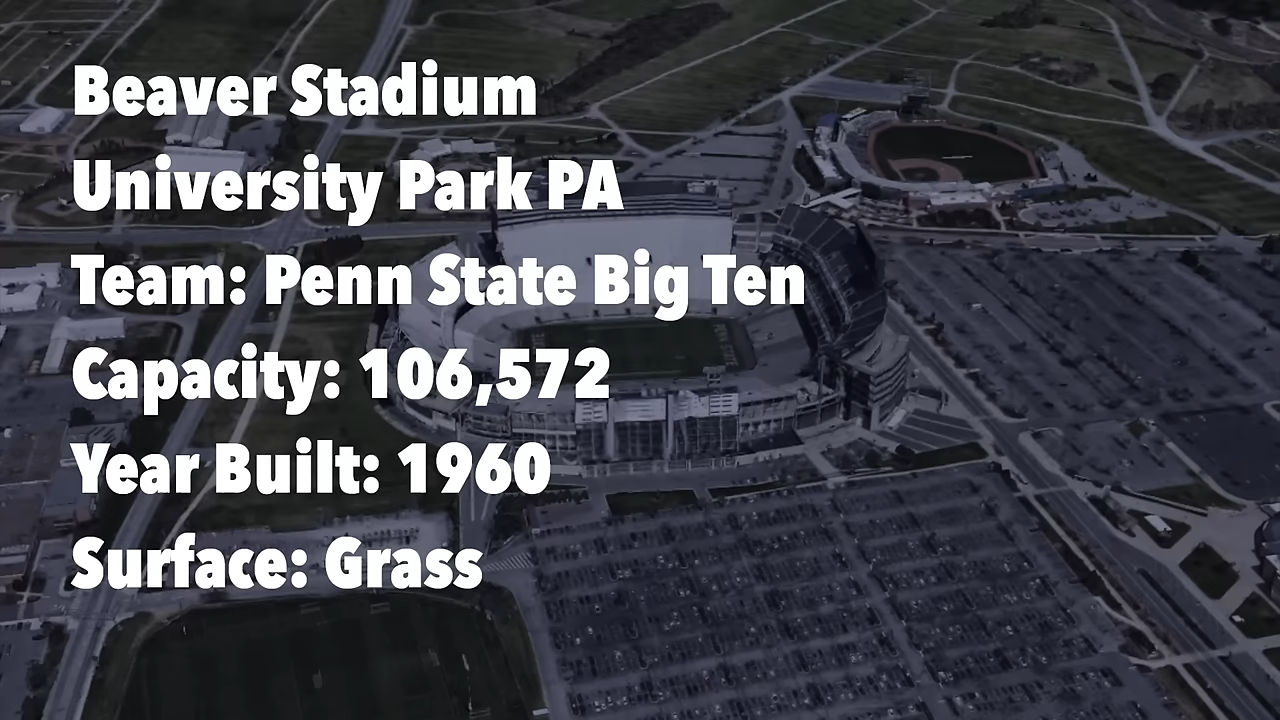 Beaver Stadium
University Park PA
Team: Penn State Big Ten
Capacity: 106,572
Year Built: 1960
Surface: Grass